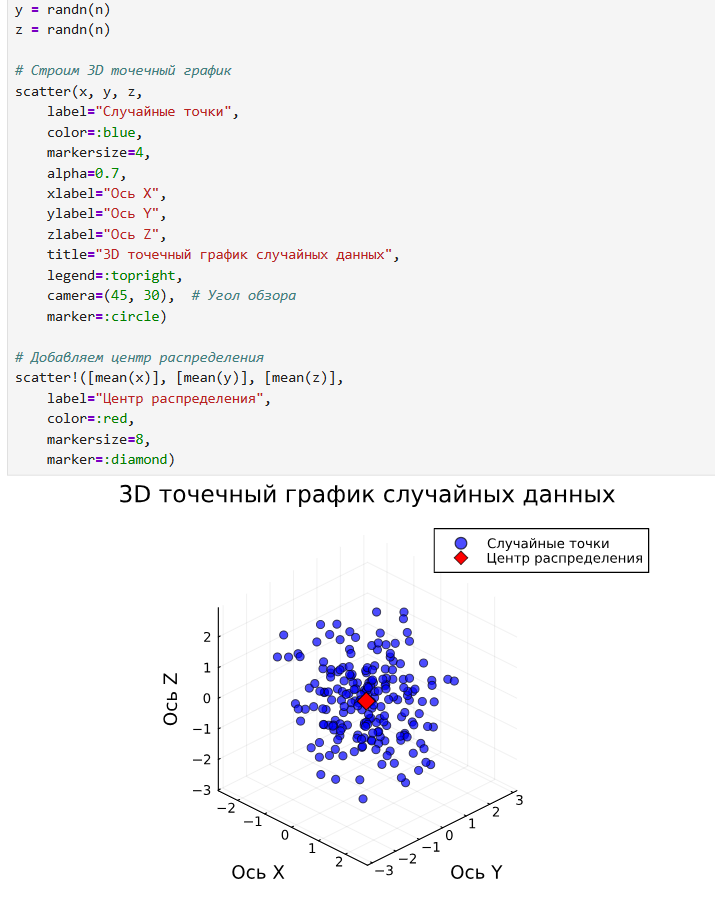 y = randn(n)
z = randn(n)
# Строим 3D точечный график
scatter(x, y, z,
    label="Случайные точки",
    color=:blue,
    markersize=4,
    alpha=0.7,
    xlabel="Ось X",
    ylabel="Ось Y",
    zlabel="Ось Z",
    title="3D точечный график случайных данных",
    legend=:topright,
    camera=(45, 30),  # Угол обзора
    marker=:circle)
# Добавляем центр распределения
scatter!([mean(x)], [mean(y)], [mean(z)],
    label="Центр распределения",
    color=:red,
    markersize=8,
    marker=:diamond)
3D точечный график случайных данных
Случайные точки
Центр распределения
Ось Z
2
1
0
−1
−2
−3
−2
−1
0
1
2
Ось X
−3
−2
−1
0
1
2
3
Ось Y